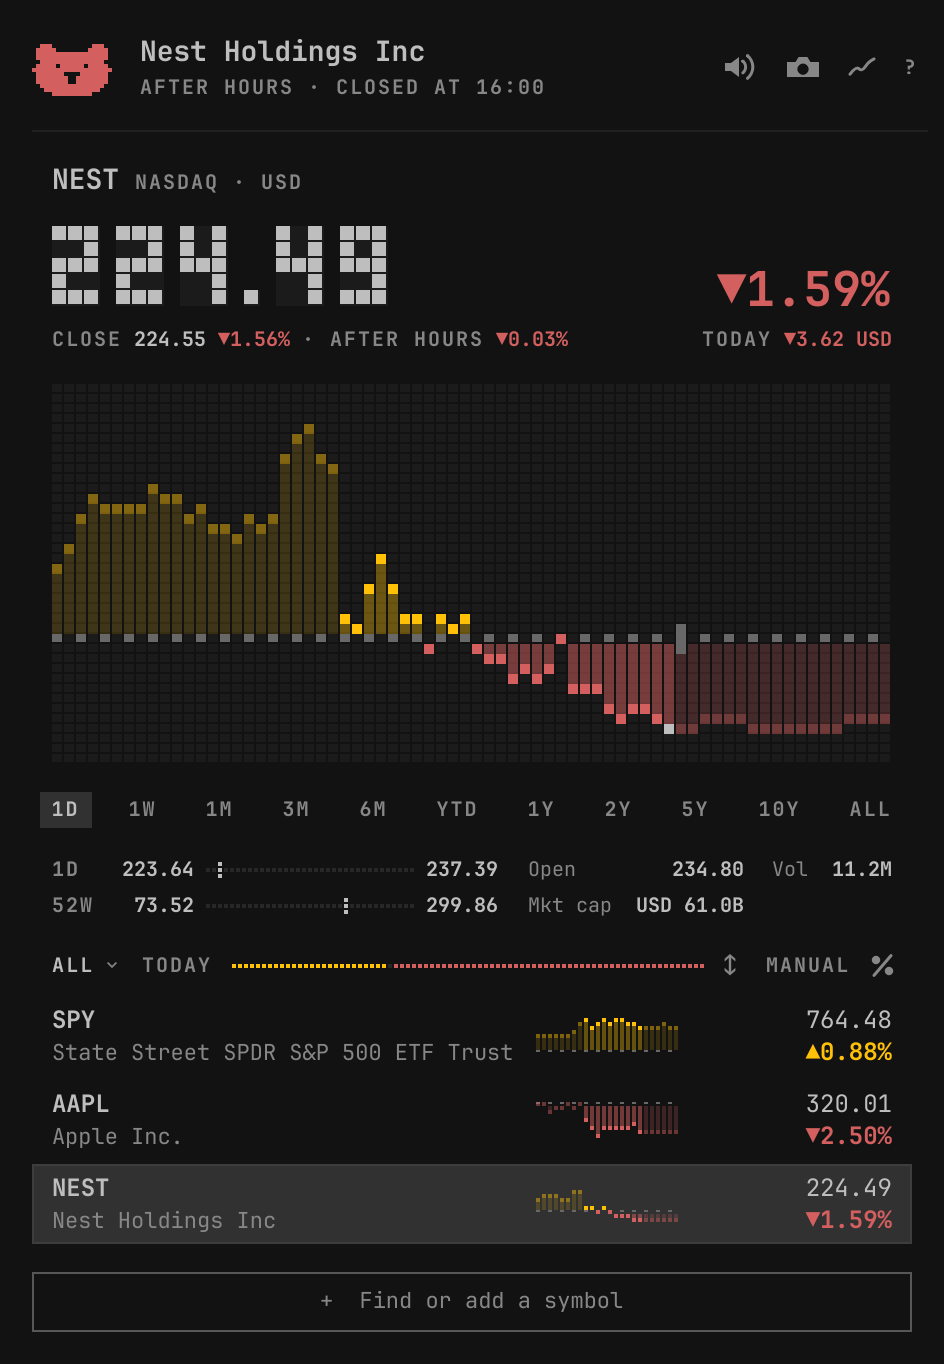 Nest Holdings Inc
AFTER HOURS · CLOSED AT 16:00
?
NEST NASDAQ · USD
224.49
▼1.59%
CLOSE 224.55 ▼1.56% · AFTER HOURS ▼0.03%
TODAY ▼3.62 USD
1D 1W 1M 3M 6M YTD 1Y 2Y 5Y 10Y ALL
1D 223.64 237.39 Open 234.80 Vol 11.2M
52W 73.52 299.86 Mkt cap USD 61.0B
ALL TODAY MANUAL %
SPY 764.48
State Street SPDR S&P 500 ETF Trust ▲0.88%
AAPL 320.01
Apple Inc. ▼2.50%
NEST 224.49
Nest Holdings Inc ▼1.59%
+ Find or add a symbol